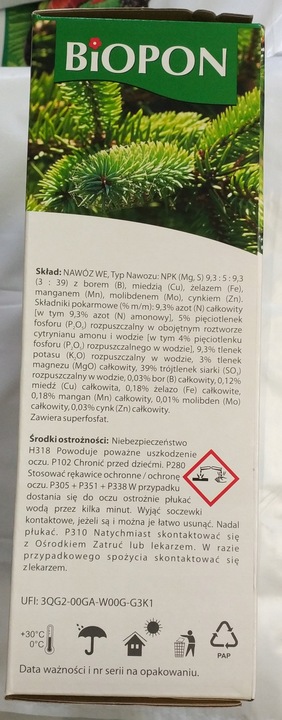 BiOPON
Skład: NAWÓZ WE, Typ Nawozu: NPK (Mg, S) 9,3 : 5 : 9,3
(3 : 39) z borem (B), miedzią (Cu), żelazem (Fe),
manganem (Mn), molibdenem (Mo), cynkiem (Zn).
Składniki pokarmowe (% m/m): 9,3% azot (N) całkowity
[w tym 9,3% azot (N) amonowy], 5% pięciotlenek
fosforu (P₂O₅) rozpuszczalny w obojętnym roztworze
cytrynianu amonu i wodzie [w tym 4% pięciotlenku
fosforu (P₂O₅) rozpuszczalnego w wodzie], 9,3% tlenek
potasu (K₂O) rozpuszczalny w wodzie, 3% tlenek
magnezu (MgO) całkowity, 39% trójtlenek siarki (SO₃)
rozpuszczalny w wodzie, 0,03% bor (B) całkowity, 0,12%
miedź (Cu) całkowita, 0,18% żelazo (Fe) całkowite,
0,18% mangan (Mn) całkowity, 0,01% molibden (Mo)
całkowity, 0,03% cynk (Zn) całkowity.
Zawiera superfosfat.
Środki ostrożności: Niebezpieczeństwo
H318 Powoduje poważne uszkodzenie
oczu. P102 Chronić przed dziećmi. P280
Stosować rękawice ochronne / ochronę
oczu. P305 + P351 + P338 W przypadku
dostania się do oczu ostrożnie płukać
wodą przez kilka minut. Wyjąć soczewki
kontaktowe, jeżeli są i można je łatwo usunąć. Nadal
płukać. P310 Natychmiast skontaktować się
z Ośrodkiem Zatruć lub lekarzem. W razie
przypadkowego spożycia skontaktować się
z lekarzem.
UFI: 3QG2-00GA-W00G-G3K1
+30°C
0°C
PAP
Data ważności i nr serii na opakowaniu.